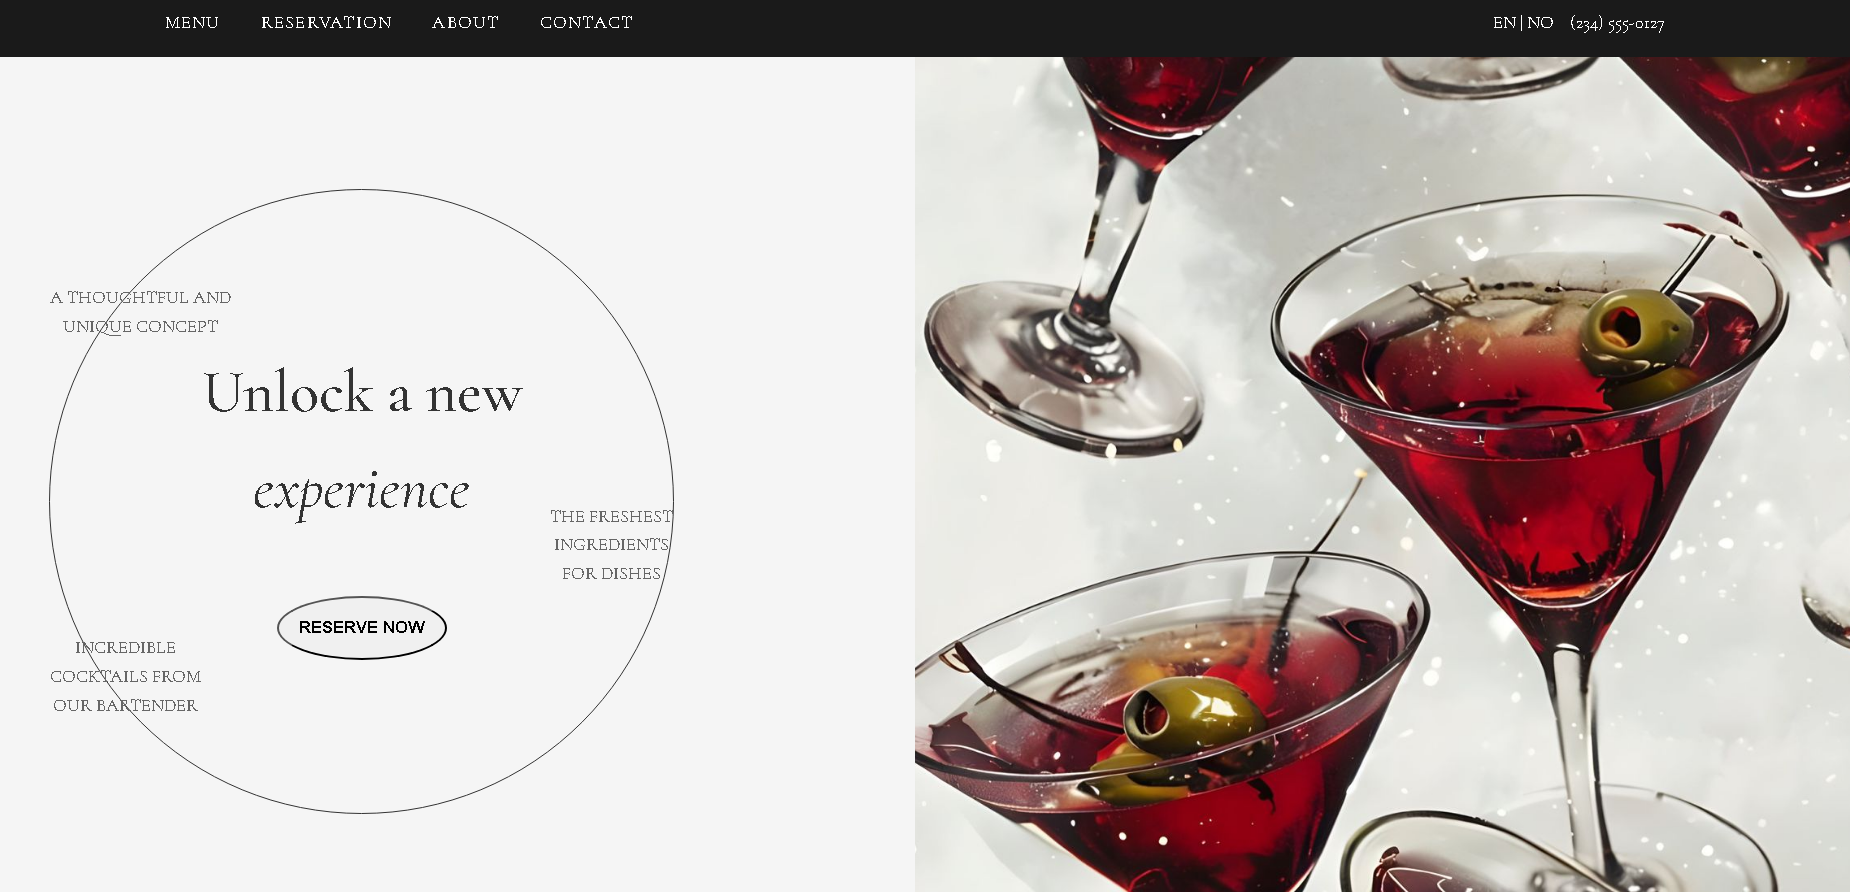 MENU RESERVATION ABOUT CONTACT EN | NO (234) 555-0127
A THOUGHTFUL AND
UNIQUE CONCEPT
Unlock a new
experience
THE FRESHEST
INGREDIENTS
FOR DISHES
RESERVE NOW
INCREDIBLE
COCKTAILS FROM
OUR BARTENDER